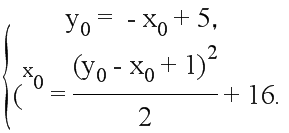 y₀ = - x₀ + 5,
( x₀ = (y₀ - x₀ + 1)² / 2 + 16.